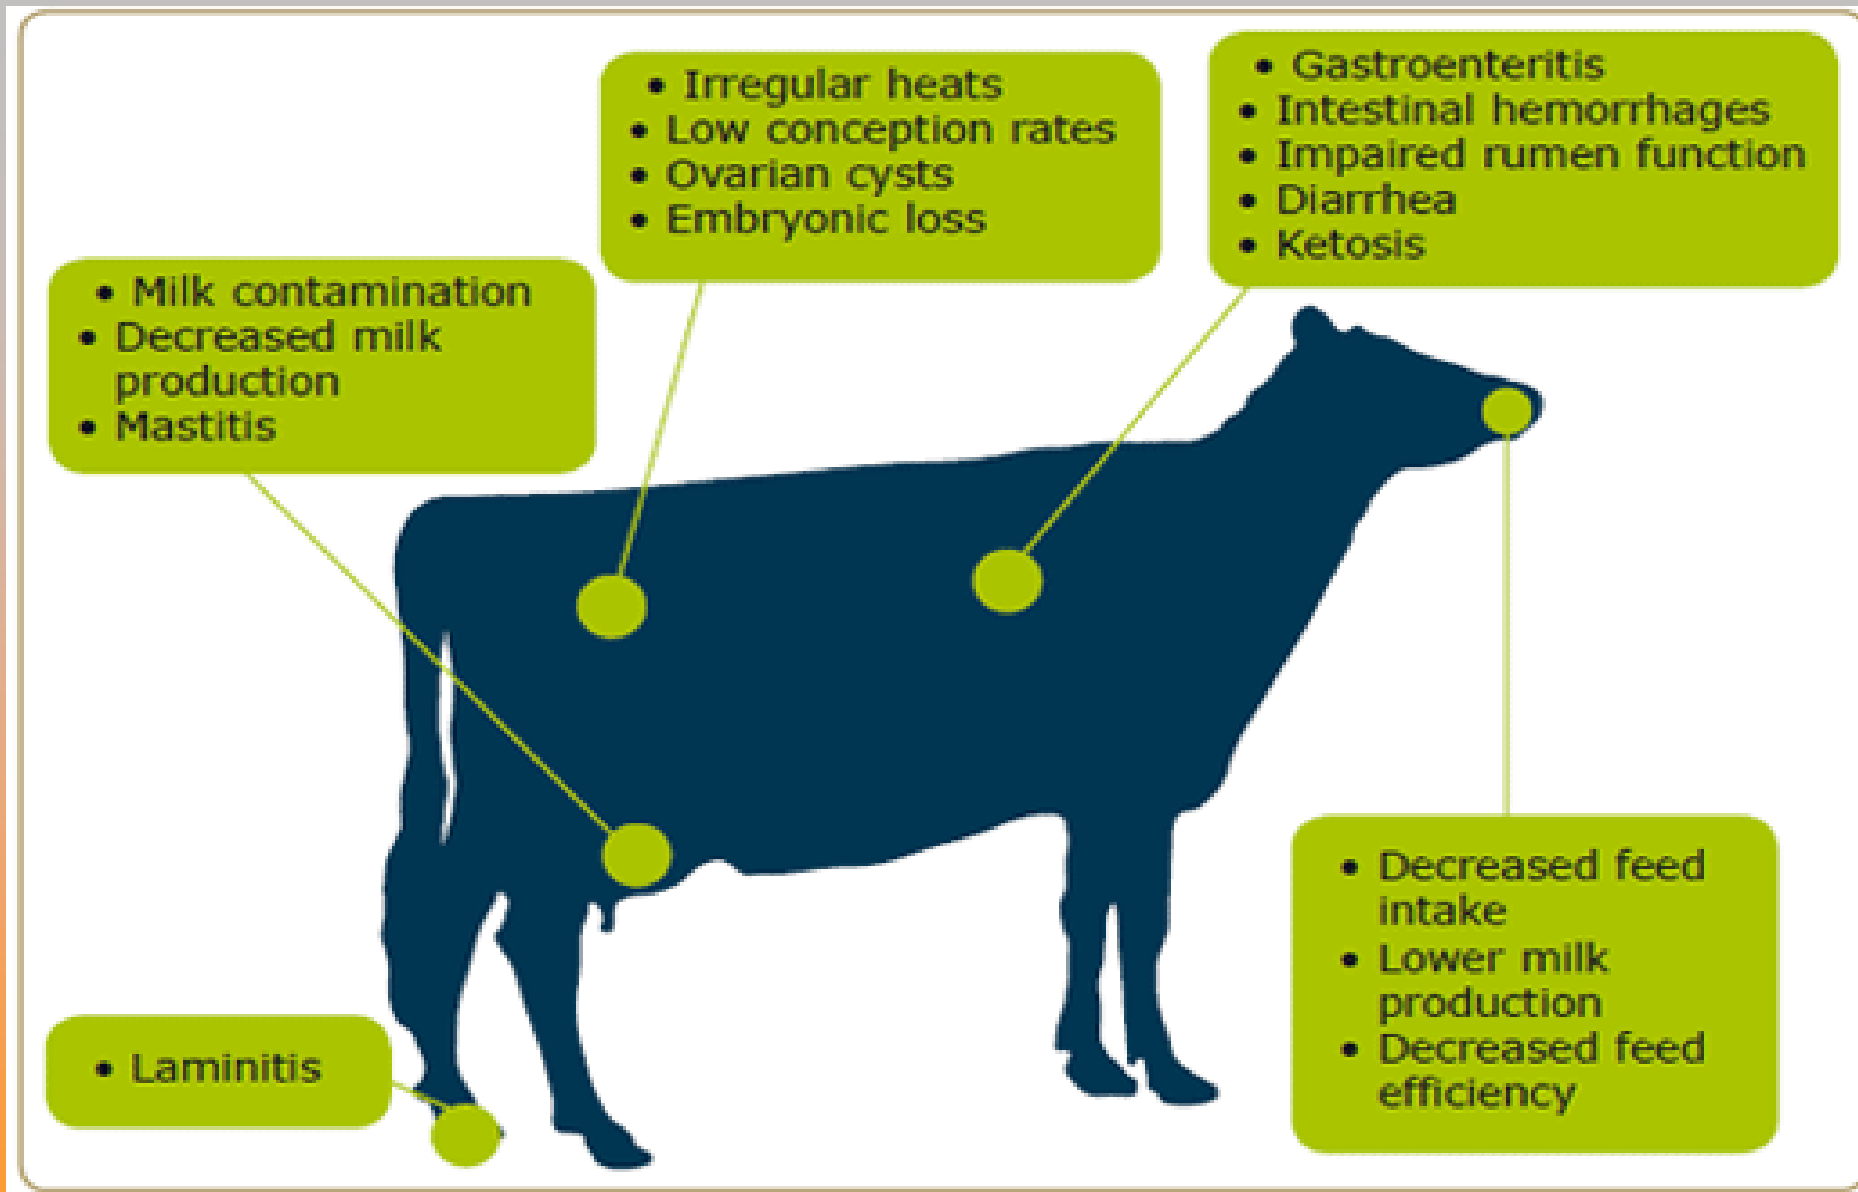 • Irregular heats
• Low conception rates
• Ovarian cysts
• Embryonic loss
• Gastroenteritis
• Intestinal hemorrhages
• Impaired rumen function
• Diarrhea
• Ketosis
• Milk contamination
• Decreased milk
production
• Mastitis
• Decreased feed
intake
• Lower milk
production
• Decreased feed
efficiency
• Laminitis